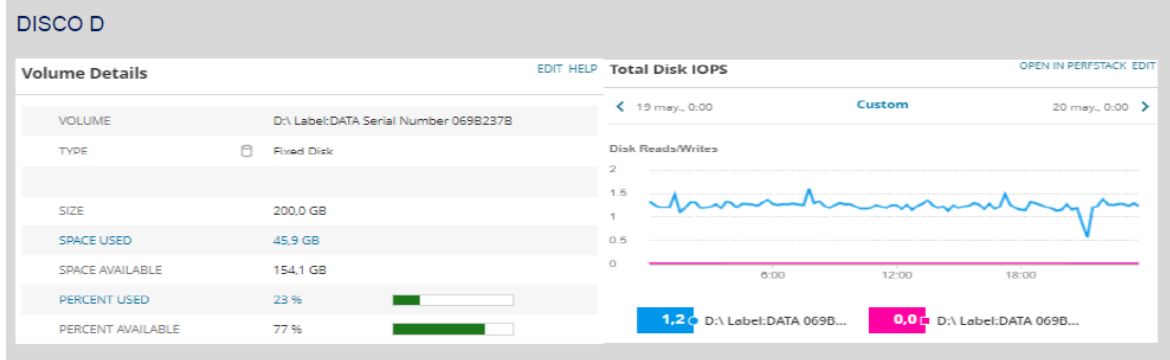 DISCO D
Volume Details
EDIT HELP
VOLUME D:\ Label:DATA Serial Number 069B237B
TYPE Fixed Disk
SIZE 200,0 GB
SPACE USED 45,9 GB
SPACE AVAILABLE 154,1 GB
PERCENT USED 23 %
PERCENT AVAILABLE 77 %
Total Disk IOPS
OPEN IN PERFSTACK EDIT
19 may., 0:00 Custom 20 may., 0:00
Disk Reads/Writes
2
1.5
1
0.5
0
6:00 12:00 18:00
1,2 D:\ Label:DATA 069B... 0,0 D:\ Label:DATA 069B...